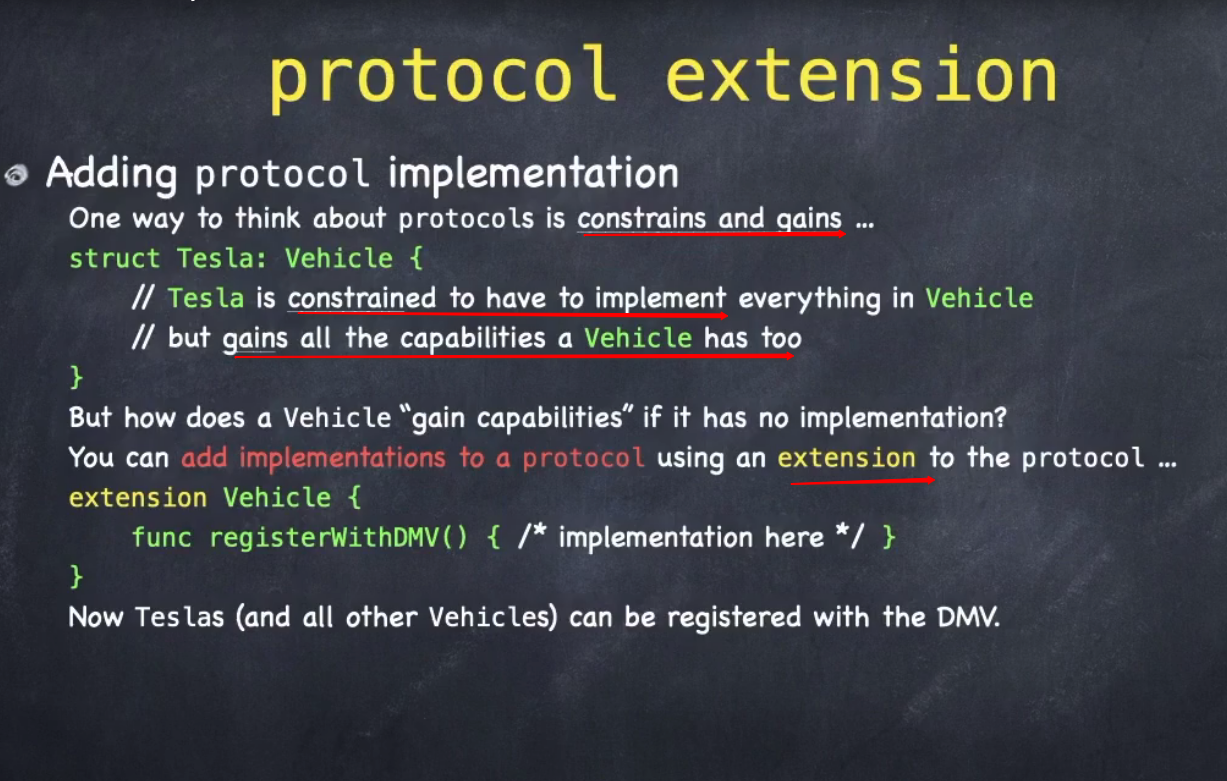 protocol extension
Adding protocol implementation
One way to think about protocols is constrains and gains ...
struct Tesla: Vehicle {
// Tesla is constrained to have to implement everything in Vehicle
// but gains all the capabilities a Vehicle has too
}
But how does a Vehicle “gain capabilities” if it has no implementation?
You can add implementations to a protocol using an extension to the protocol ...
extension Vehicle {
func registerWithDMV() { /* implementation here */ }
}
Now Teslas (and all other Vehicles) can be registered with the DMV.